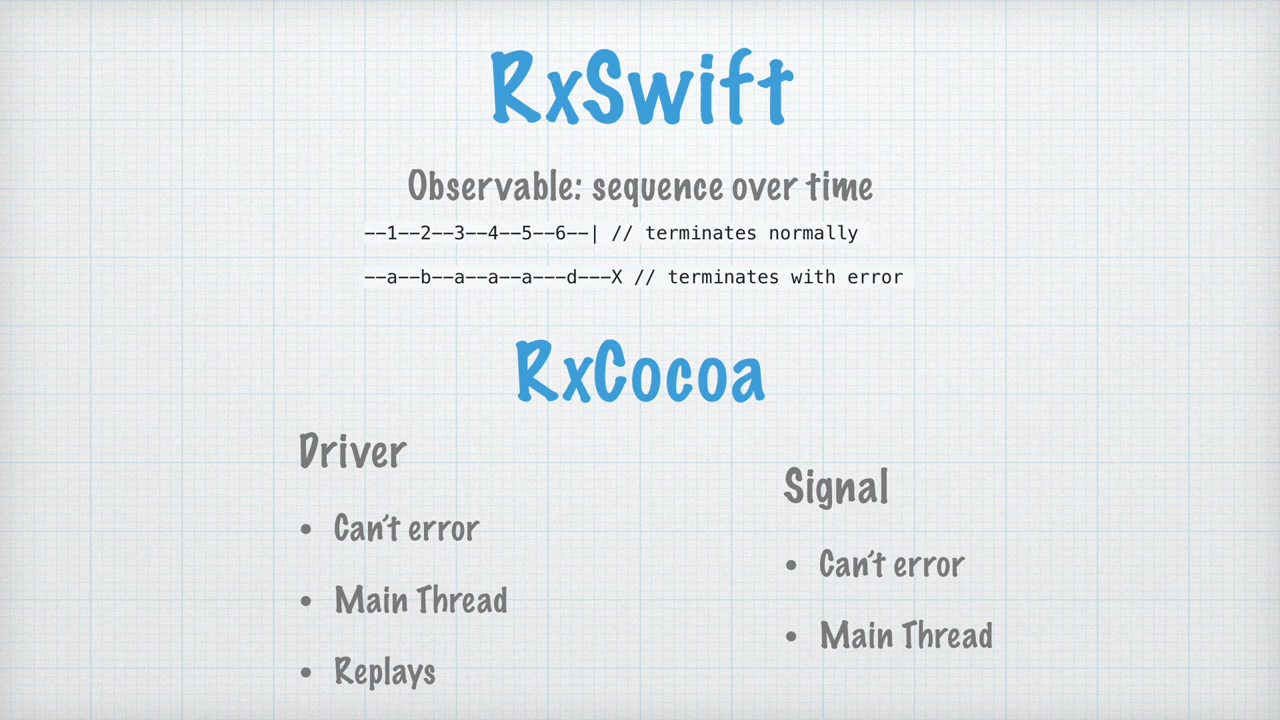 RxSwift
Observable: sequence over time
--1--2--3--4--5--6--| // terminates normally
--a--b--a--a--a---d---X // terminates with error
RxCocoa
Driver
• Can't error
• Main Thread
• Replays
Signal
• Can't error
• Main Thread